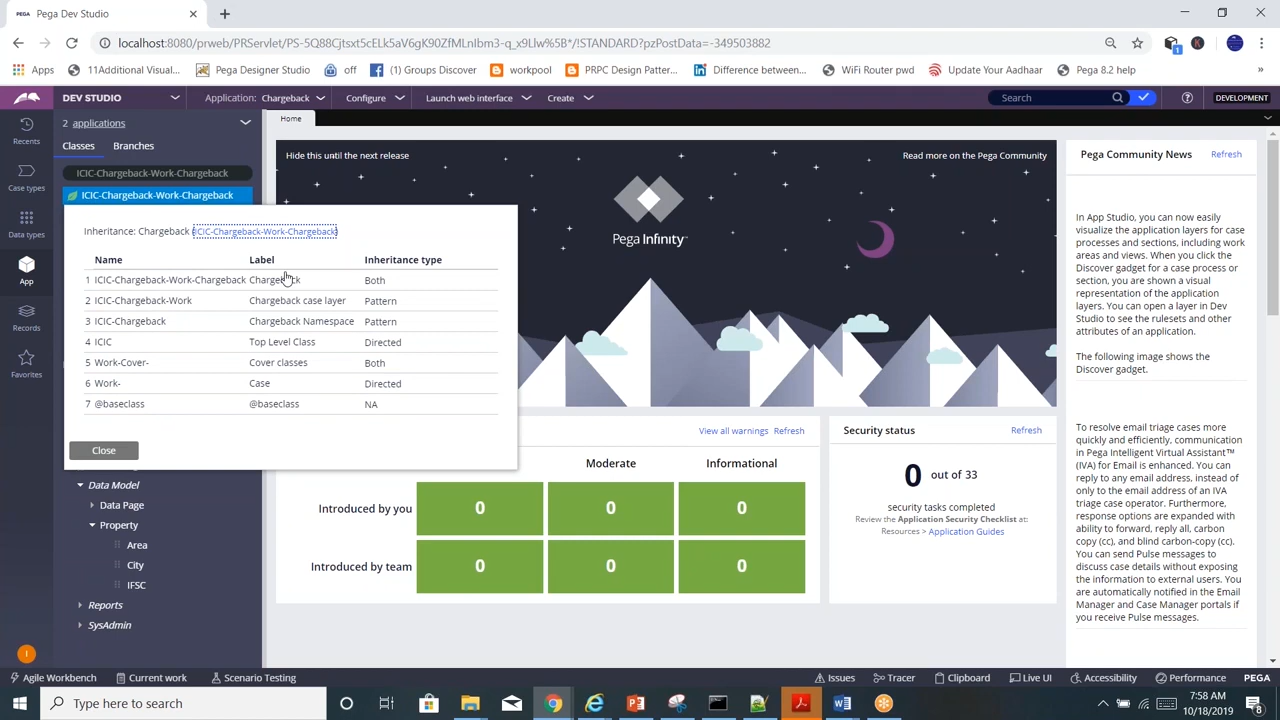 PEGA Pega Dev Studio
localhost:8080/prweb/PRServlet/PS-5Q88Cjtsxt5cELk5aV6gK90ZfMLnIbm3-q_x9Llw%5B*/!STANDARD?pzPostData=-349503882
Apps 11Additional Visual... Pega Designer Studio off (1) Groups Discover workpool PRPC Design Patter... Difference between... WiFi Router pwd Update Your Aadhaar Pega 8.2 help »
DEV STUDIO Application: Chargeback Configure Launch web interface Create Search DEVELOPMENT
Recents
Case types
Data types
App
Records
Favorites
2 applications
Classes Branches
ICIC-Chargeback-Work-Chargeback
ICIC-Chargeback-Work-Chargeback
Inheritance: Chargeback (ICIC-Chargeback-Work-Chargeback)
Name Label Inheritance type
1 ICIC-Chargeback-Work-Chargeback Chargeback Both
2 ICIC-Chargeback-Work Chargeback case layer Pattern
3 ICIC-Chargeback Chargeback Namespace Pattern
4 ICIC Top Level Class Directed
5 Work-Cover- Cover classes Both
6 Work- Case Directed
7 @baseclass @baseclass NA
Close
Data Model
Data Page
Property
Area
City
IFSC
Reports
SysAdmin
I
Home
Hide this until the next release
Read more on the Pega Community
Pega Infinity™
View all warnings Refresh
Moderate Informational
Introduced by you 0 0 0
Introduced by team 0 0 0
Security status Refresh
0 out of 33
security tasks completed
Review the Application Security Checklist at:
Resources > Application Guides
Pega Community News Refresh
In App Studio, you can now easily
visualize the application layers for case
processes and sections, including work
areas and views. When you click the
Discover gadget for a case process or
section, you are shown a visual
representation of the application
layers. You can open a layer in Dev
Studio to see the rulesets and other
attributes of an application.
The following image shows the
Discover gadget.
To resolve email triage cases more
quickly and efficiently, communication
in Pega Intelligent Virtual Assistant™
(IVA) for Email is enhanced. You can
reply to any email address, instead of
only to the email address of an IVA
triage case operator. Furthermore,
response options are expanded with
ability to forward, reply all, carbon
copy (cc), and blind carbon-copy (cc).
You can send Pulse messages to
discuss case details without exposing
the information to external users. You
are automatically notified in the Email
Manager and Case Manager portals if
you receive Pulse messages.
Agile Workbench Current work Scenario Testing Issues Tracer Clipboard Live UI Accessibility Performance PEGA
Type here to search
7:58 AM
10/18/2019
8